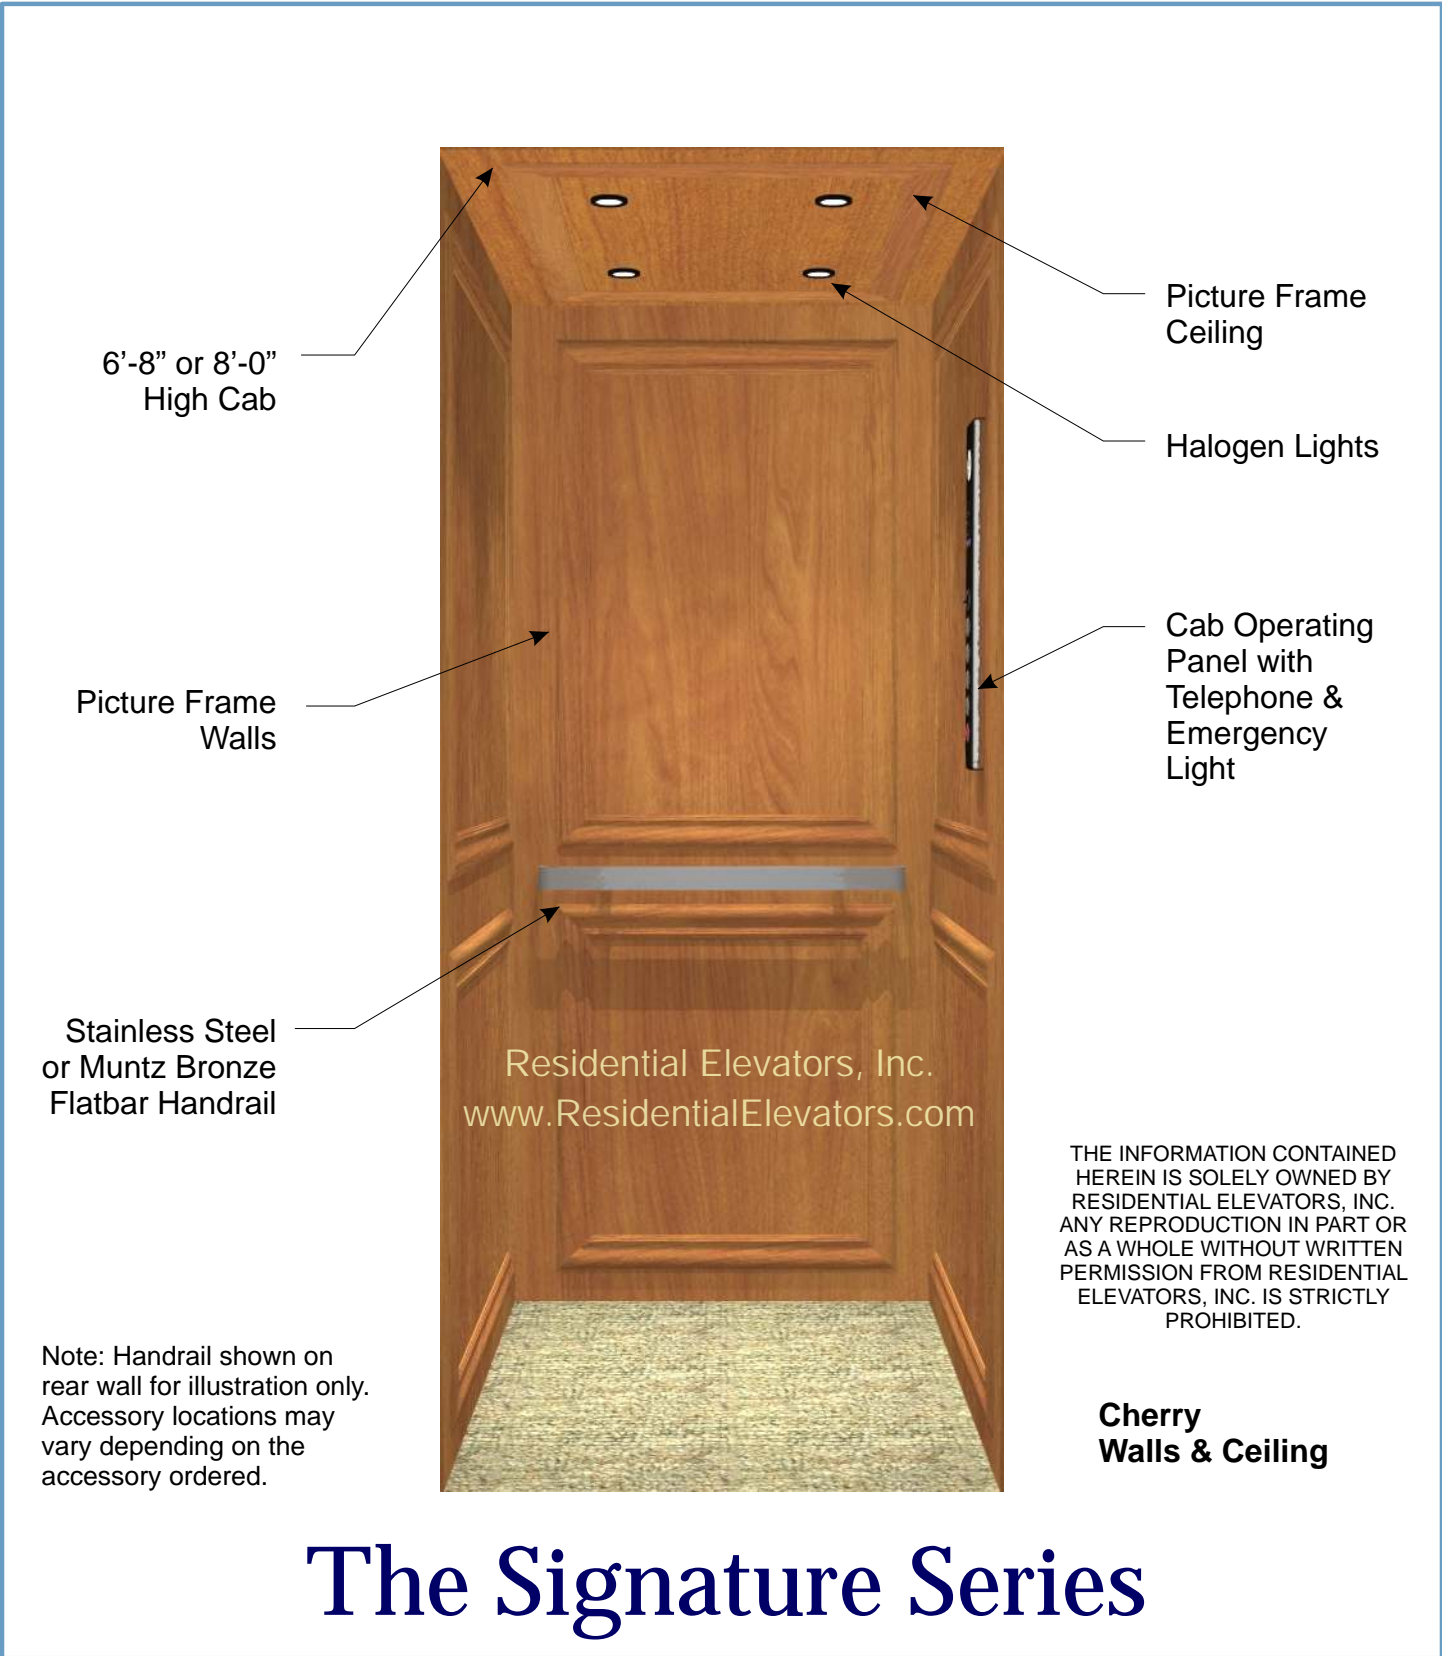 6’-8” or 8’-0”
High Cab
Picture Frame
Ceiling
Halogen Lights
Picture Frame
Walls
Cab Operating
Panel with
Telephone &
Emergency
Light
Stainless Steel
or Muntz Bronze
Flatbar Handrail
Residential Elevators, Inc.
www.ResidentialElevators.com
THE INFORMATION CONTAINED
HEREIN IS SOLELY OWNED BY
RESIDENTIAL ELEVATORS, INC.
ANY REPRODUCTION IN PART OR
AS A WHOLE WITHOUT WRITTEN
PERMISSION FROM RESIDENTIAL
ELEVATORS, INC. IS STRICTLY
PROHIBITED.
Note: Handrail shown on
rear wall for illustration only.
Accessory locations may
vary depending on the
accessory ordered.
Cherry
Walls & Ceiling
The Signature Series